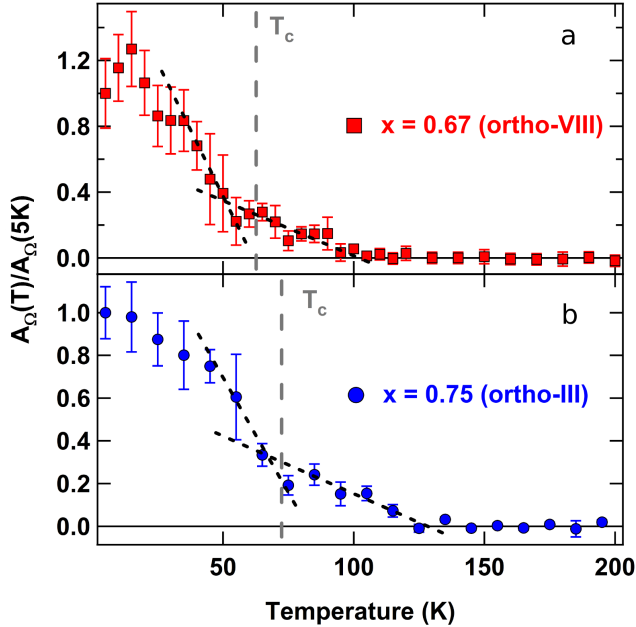 a
T_c
1.2
x = 0.67 (ortho-VIII)
0.8
0.4
0.0
A_Ω(T)/A_Ω(5K)
b
T_c
1.0
0.8
x = 0.75 (ortho-III)
0.6
0.4
0.2
0.0
50 100 150 200
Temperature (K)